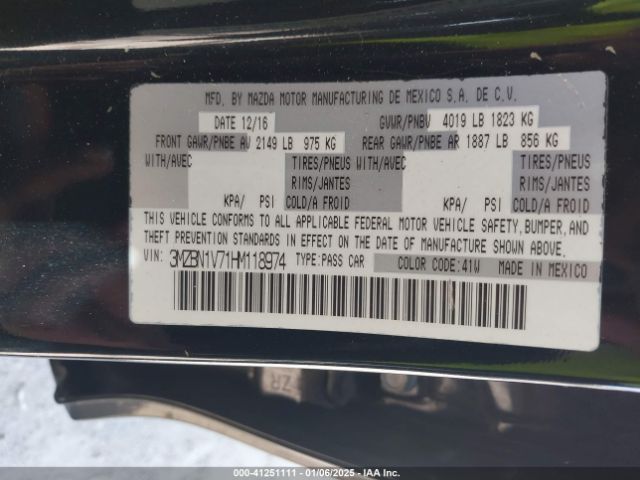 MFD. BY MAZDA MOTOR MANUFACTURING DE MEXICO S.A. DE C.V.
DATE 12/16 GVWR/PNBV 4019 LB 1823 KG
FRONT GAWR/PNBE AV 2149 LB 975 KG REAR GAWR/PNBE AR 1887 LB 856 KG
WITH/AVEC TIRES/PNEUS WITH/AVEC TIRES/PNEUS
RIMS/JANTES RIMS/JANTES
KPA/ PSI COLD/A FROID KPA/ PSI COLD/A FROID
THIS VEHICLE CONFORMS TO ALL APPLICABLE FEDERAL MOTOR VEHICLE SAFETY, BUMPER, AND
THEFT PREVENTION STANDARDS IN EFFECT ON THE DATE OF MANUFACTURE SHOWN ABOVE.
VIN: 3MZBN1V71HM118974 TYPE:PASS CAR COLOR CODE:41W MADE IN MEXICO
ZR
000-41251111 - 01/06/2025 - IAA Inc.